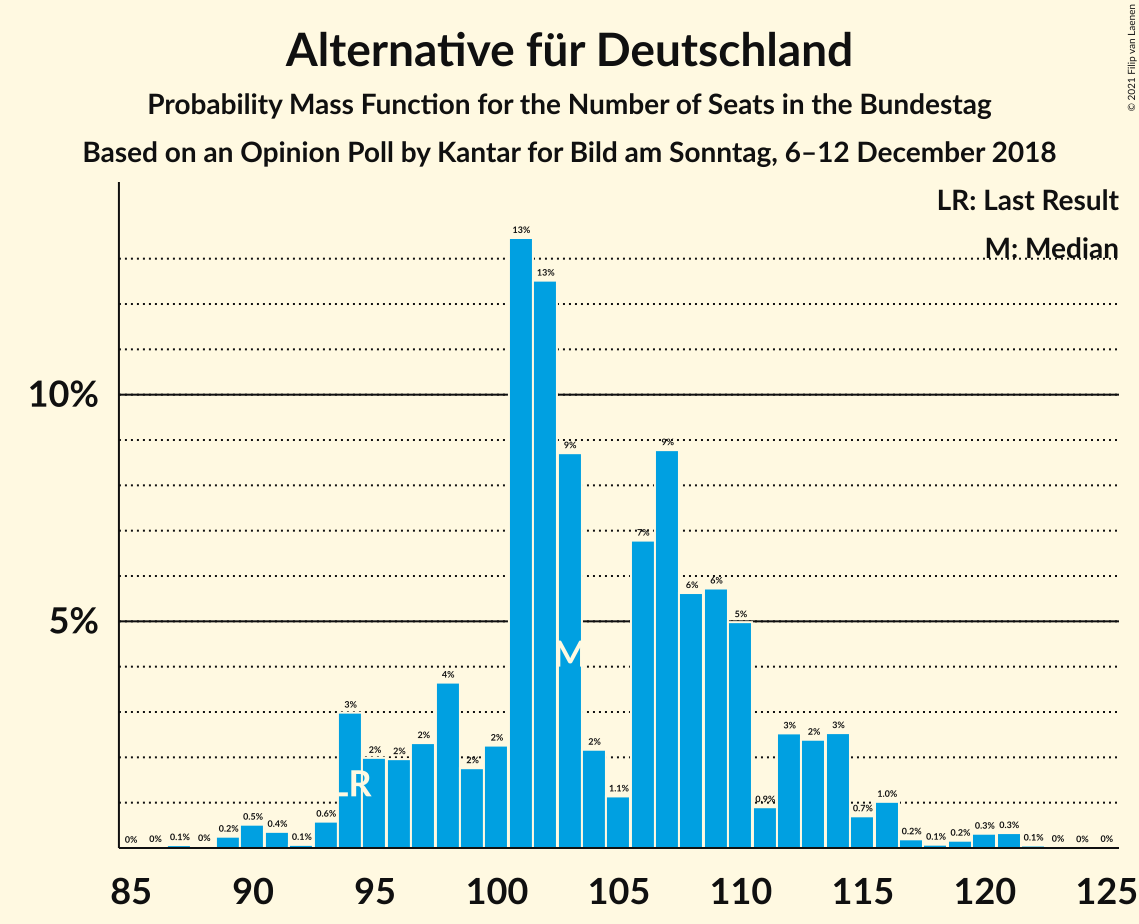 Alternative für Deutschland
Probability Mass Function for the Number of Seats in the Bundestag
Based on an Opinion Poll by Kantar for Bild am Sonntag, 6–12 December 2018
© 2021 Filip van Laenen
LR: Last Result
M: Median
10%
5%
0% 0% 0.1% 0% 0.2% 0.5% 0.4% 0.1% 0.6% 3% 2% 2% 2% 4% 2% 2% 13% 13% 9% 2% 1.1% 7% 9% 6% 6% 5% 0.9% 3% 2% 3% 0.7% 1.0% 0.2% 0.1% 0.2% 0.3% 0.3% 0.1% 0% 0% 0%
M
LR
85 90 95 100 105 110 115 120 125